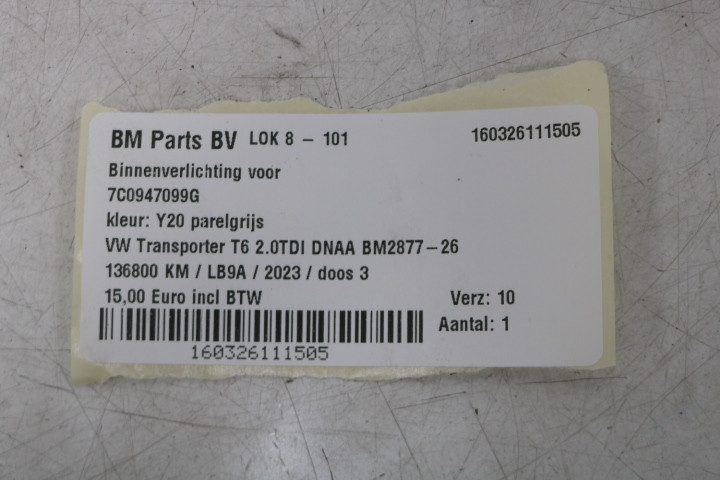 BM Parts BV LOK 8 - 101 160326111505
Binnenverlichting voor
7C0947099G
kleur: Y20 parelgrijs
VW Transporter T6 2.0TDI DNAA BM2877-26
136800 KM / LB9A / 2023 / doos 3
15,00 Euro incl BTW Verz: 10
Aantal: 1
160326111505